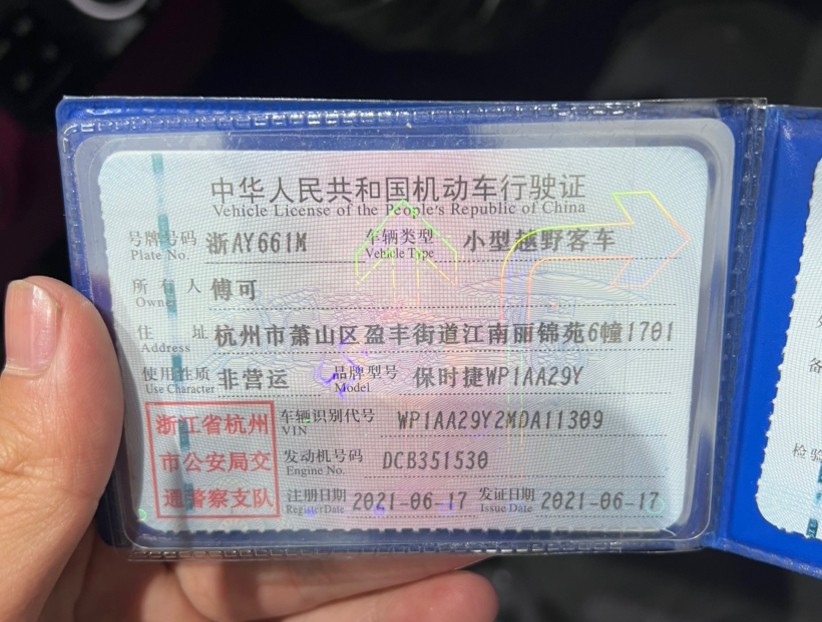 中华人民共和国机动车行驶证
Vehicle License of the People's Republic of China
号牌号码 浙AY661M 车辆类型 小型越野客车
Plate No. Vehicle Type
所有人 傅可
Owner
住址 杭州市萧山区盈丰街道江南丽锦苑6幢1701
Address
使用性质 非营运 品牌型号 保时捷WP1AA29Y
Use Character Model
浙江省杭州
市公安局交
通警察支队
车辆识别代号 WP1AA29Y2MDA11309
VIN
发动机号码 DCB351530
Engine No.
注册日期 2021-06-17 发证日期 2021-06-17
Register Date Issue Date
备
检验